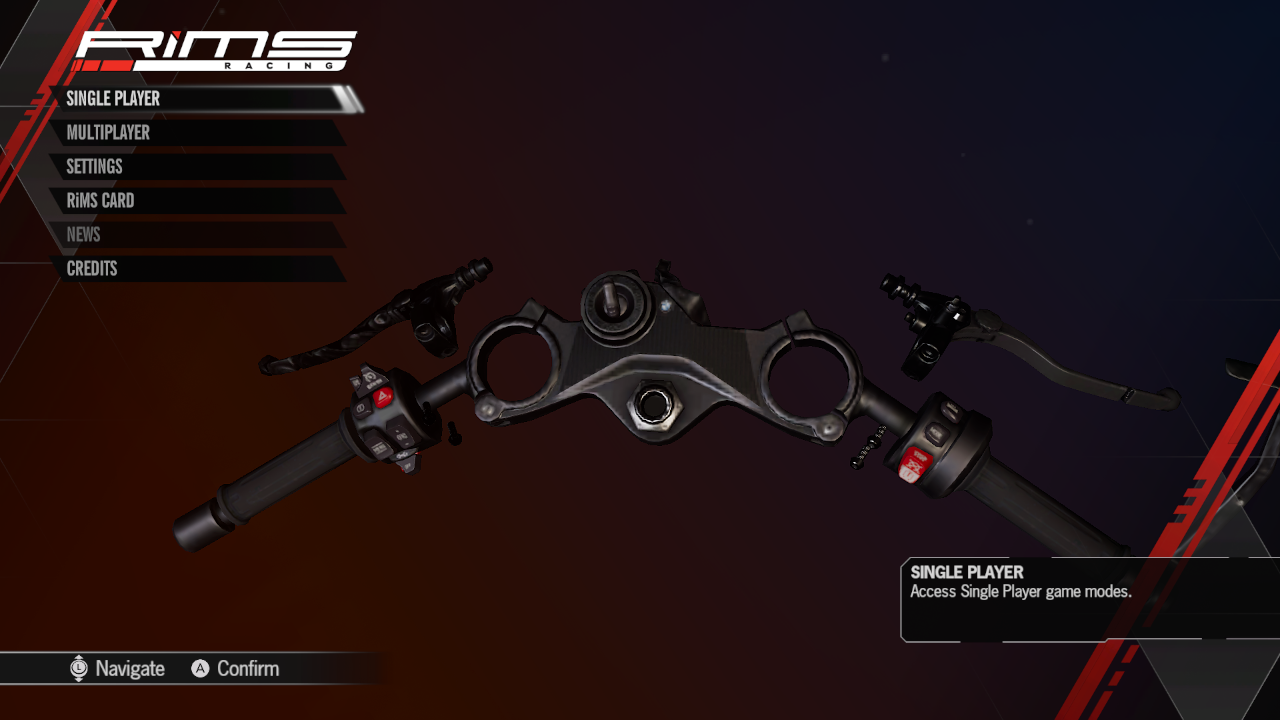 RiMS
RACING
SINGLE PLAYER
MULTIPLAYER
SETTINGS
RiMS CARD
NEWS
CREDITS
SINGLE PLAYER
Access Single Player game modes.
L Navigate A Confirm